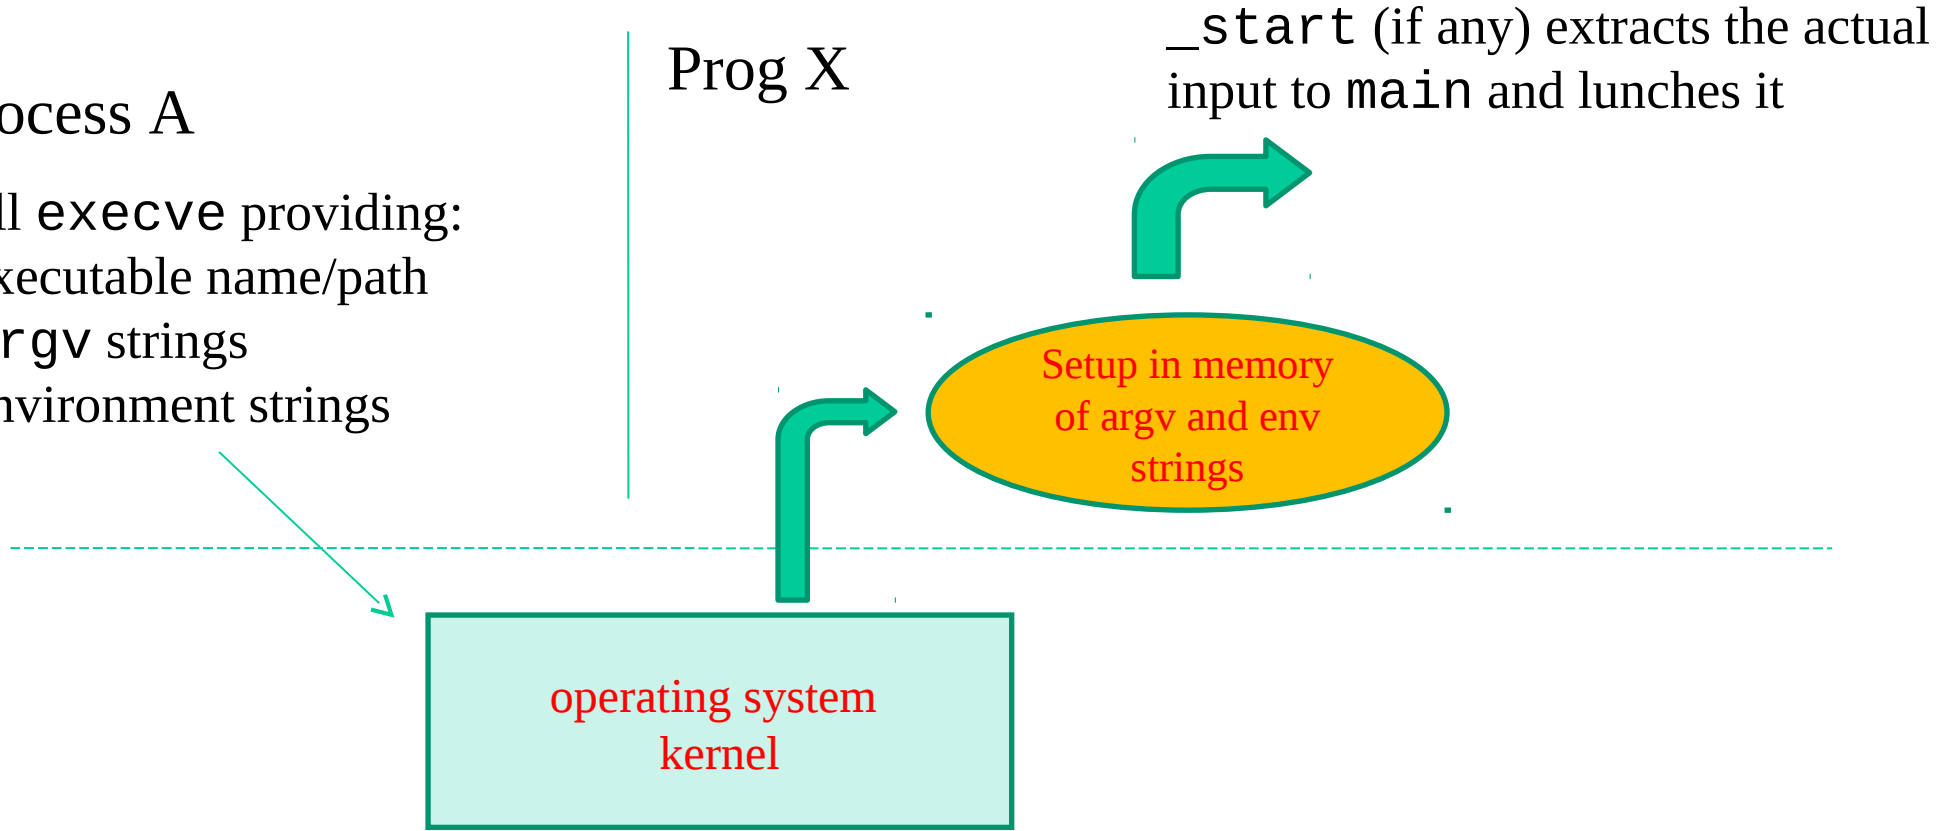 ocess A
ll execve providing:
xecutable name/path
rgv strings
nvironment strings
Prog X
_start (if any) extracts the actual
input to main and lunches it
Setup in memory
of argv and env
strings
operating system
kernel